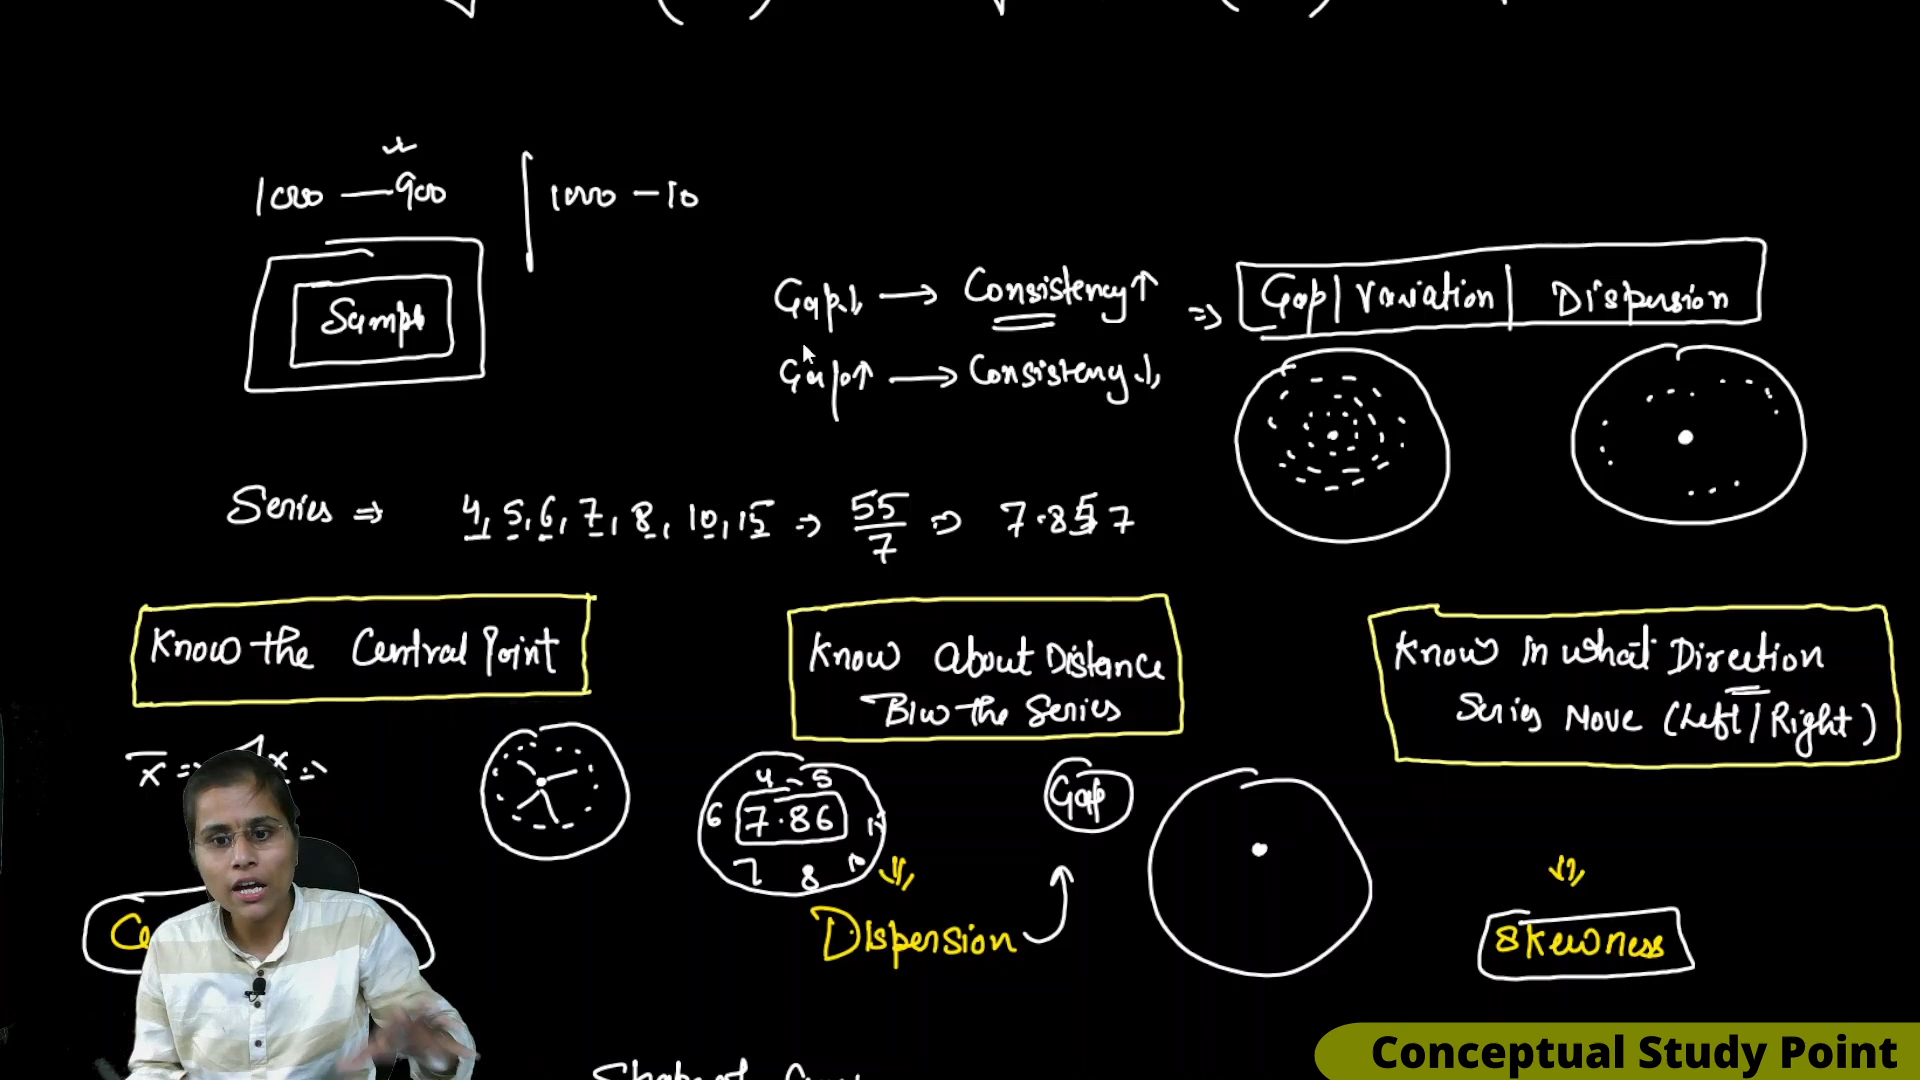 1000 — 900
1000 – 10
Sample
Gap↓ → Consistency↑
Gap↑ → Consistency↓
⇒ Gap | Variation | Dispersion
Series ⇒ 4, 5, 6, 7, 8, 10, 15 ⇒ 55/7 ⇒ 7.857
Know the Central Point
Know About Distance
B/w the Series
Know in what Direction
Series Move (Left / Right)
x̄ ⇒
4 5
6 7.86
7 8 10
Gap
Dispersion
Skewness
Conceptual Study Point